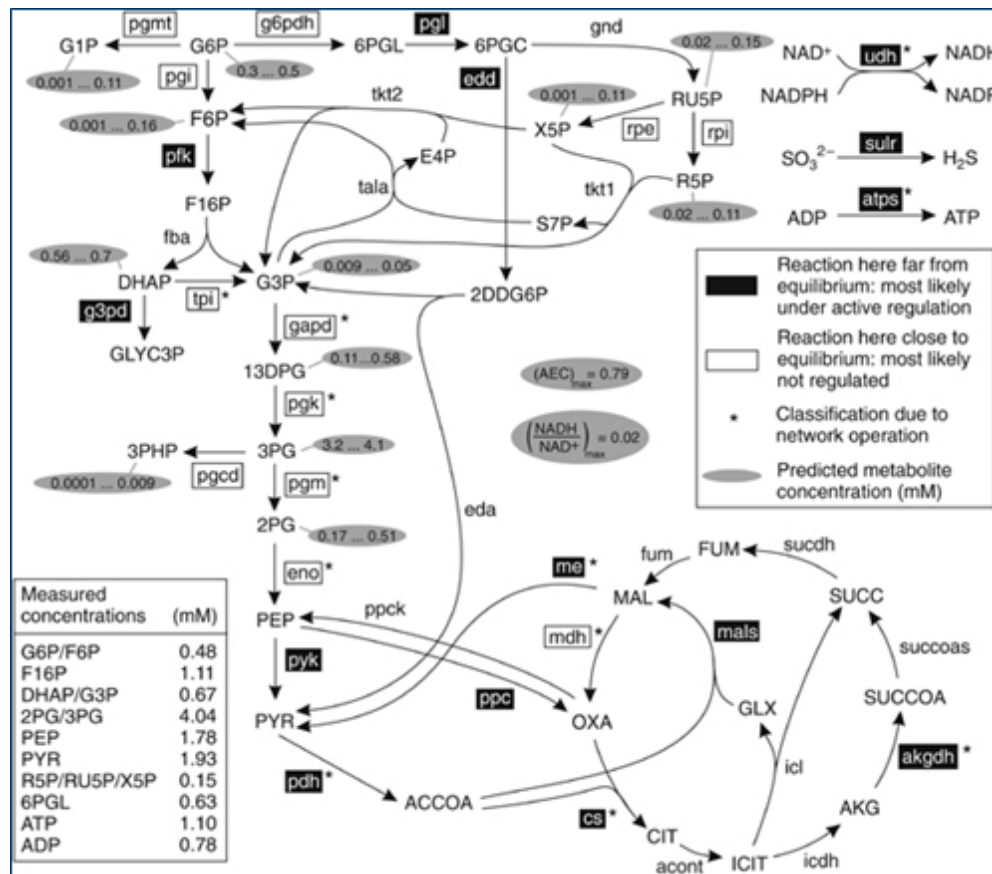 pgmt
g6pdh
pgl
gnd
G1P
G6P
6PGL
6PGC
0.02 ... 0.15
NAD+
udh *
NADH
0.001 ... 0.11
pgi
0.3 ... 0.5
edd
NADPH
tkt2
0.001 ... 0.11
RU5P
0.001 ... 0.16
F6P
X5P
rpe
rpi
pfk
E4P
SO₃²⁻
sulr
H₂S
tala
tkt1
R5P
F16P
S7P
0.02 ... 0.11
ADP
atps *
ATP
fba
0.56 ... 0.7
0.009 ... 0.05
DHAP
tpi *
G3P
2DDG6P
g3pd
gapd *
GLYC3P
13DPG
0.11...0.58
pgk *
(AEC)max = 0.79
(NADH/NAD+)max = 0.02
Reaction here far from
equilibrium: most likely
under active regulation
Reaction here close to
equilibrium: most likely
not regulated
* Classification due to
network operation
Predicted metabolite
concentration (mM)
3PHP
3PG
3.2 ... 4.1
pgcd
0.0001 ... 0.009
pgm *
2PG
0.17 ... 0.51
eda
eno *
PEP
ppck
pyk
ppc
PYR
pdh *
ACCOA
me *
fum
FUM
sucdh
MAL
SUCC
mdh *
mals
succoas
OXA
GLX
SUCCOA
icl
akgdh *
cs *
CIT
AKG
acont
ICIT
icdh
Measured
concentrations (mM)
G6P/F6P 0.48
F16P 1.11
DHAP/G3P 0.67
2PG/3PG 4.04
PEP 1.78
PYR 1.93
R5P/RU5P/X5P 0.15
6PGL 0.63
ATP 1.10
ADP 0.78